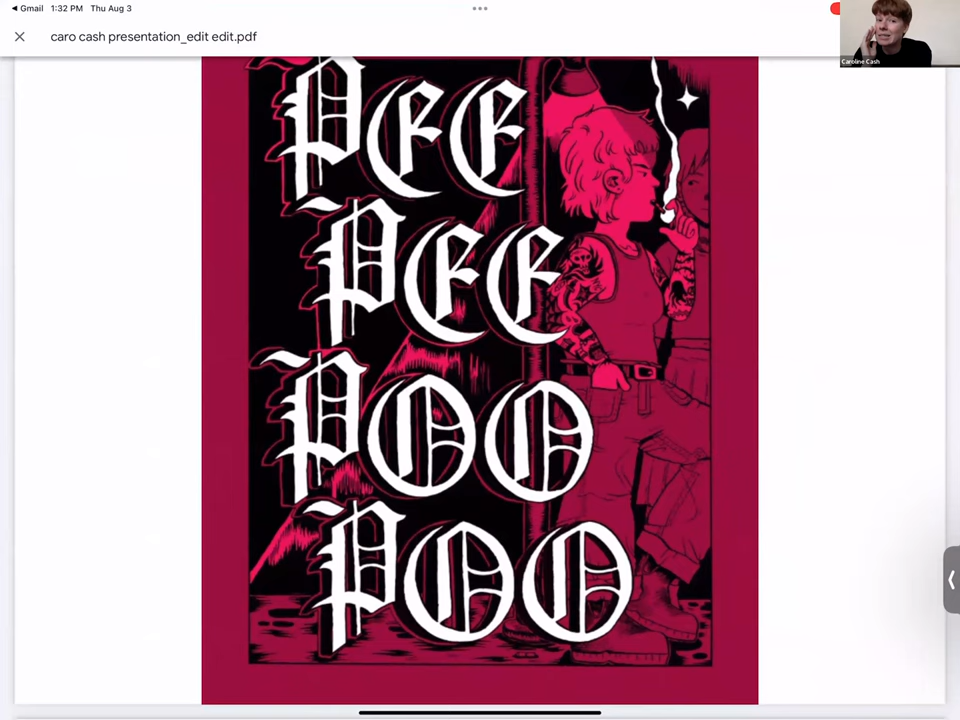 Gmail 1:32 PM Thu Aug 3
caro cash presentation_edit edit.pdf
Caroline Cash
PEE
PEE
POO
POO